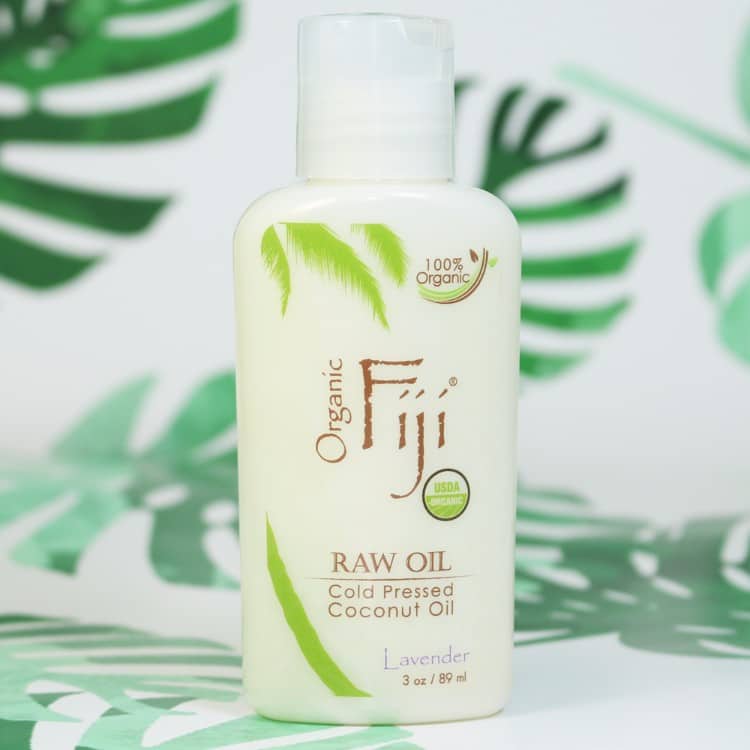 100%
Organic
Organic
Fiji®
USDA
ORGANIC
RAW OIL
Cold Pressed
Coconut Oil
Lavender
3 oz / 89 ml